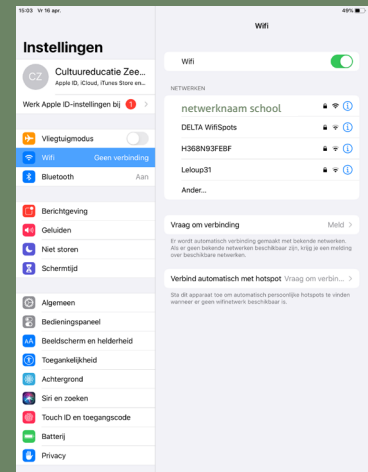 15:03 Vr 16 apr.
49%
Instellingen
CZ
Cultuureducatie Zee...
Apple ID, iCloud, iTunes Store en...
Werk Apple ID-instellingen bij 1
Vliegtuigmodus
Wifi Geen verbinding
Bluetooth Aan
Berichtgeving
Geluiden
Niet storen
Schermtijd
Algemeen
Bedieningspaneel
AA Beeldscherm en helderheid
Toegankelijkheid
Achtergrond
Siri en zoeken
Touch ID en toegangscode
Batterij
Privacy
Wifi
Wifi
NETWERKEN
netwerknaam school
DELTA WifiSpots
H368N93FEBF
Leloup31
Ander...
Vraag om verbinding Meld
Er wordt automatisch verbinding gemaakt met bekende netwerken.
Als er geen bekende netwerken beschikbaar zijn, krijg je een melding
over beschikbare netwerken.
Verbind automatisch met hotspot Vraag om verbin...
Sta dit apparaat toe om automatisch persoonlijke hotspots te vinden
wanneer er geen wifinetwerk beschikbaar is.